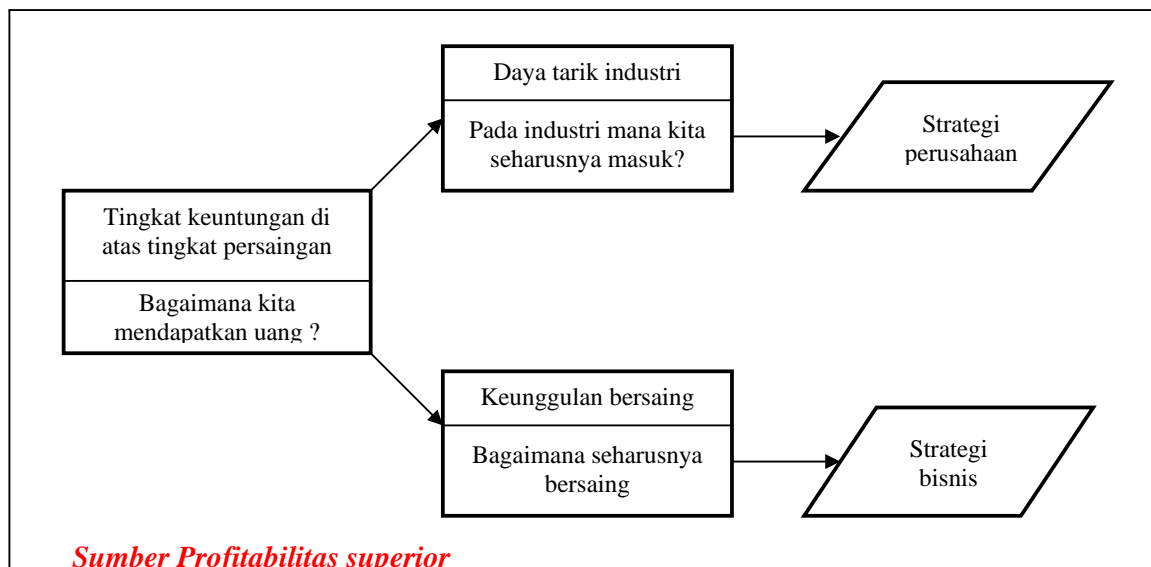 Daya tarik industri
Pada industri mana kita
seharusnya masuk?
Strategi
perusahaan
Tingkat keuntungan di
atas tingkat persaingan
Bagaimana kita
mendapatkan uang ?
Keunggulan bersaing
Bagaimana seharusnya
bersaing
Strategi
bisnis
Sumber Profitabilitas superior